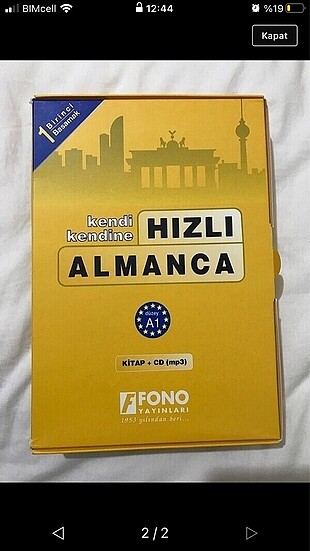 BIMcell 12:44 %19
Kapat
1 Birinci
Basamak
kendi
kendine
HIZLI
ALMANCA
düzey
A1
KİTAP + CD (mp3)
FONO
YAYINLARI
1953 yılından beri...
2 / 2